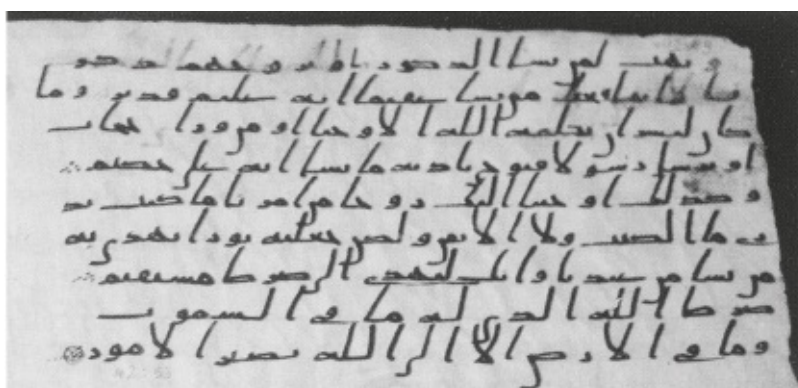 ويهب لمن يشا الذكور او يزوجهم ذكر
نا وانثا ويجعل من يشا عقيما انه عليم قدير وما
كان لبشر ان يكلمه الله الا وحيا او من ورا حجاب
او يرسل رسولا فيوحي باذنه ما يشا انه علي حكيم
وكذلك اوحينا اليك روحا من امرنا ما كنت تد
ري ما الكتب ولا الايمن ولكن جعلنه نورا نهدي به
من نشا من عبدنا وانك لتهدي الى صرط مستقيم
صرط الله الذي له ما في السموت
وما في الارض الا الى الله تصير الامور